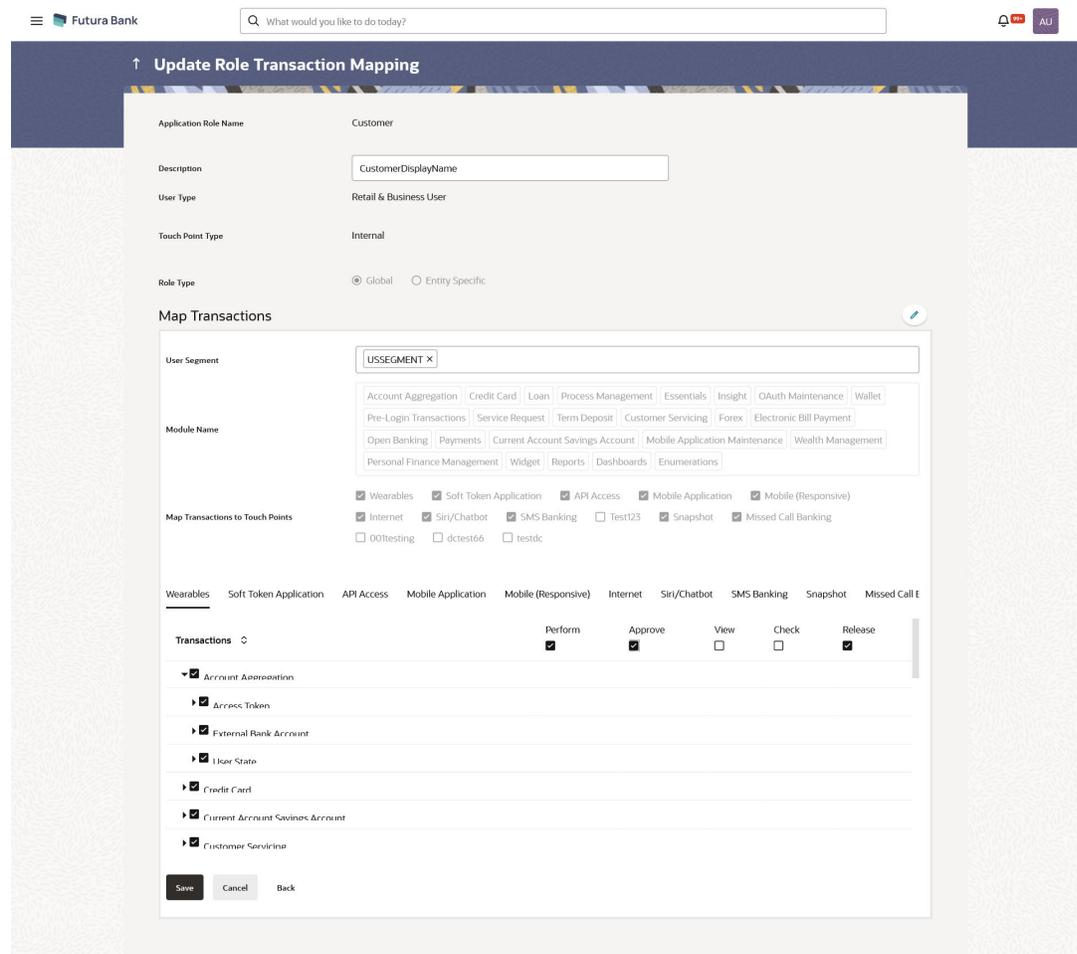 Futura Bank
What would you like to do today?
99+
AU
Update Role Transaction Mapping
Application Role Name Customer
Description CustomerDisplayName
User Type Retail & Business User
Touch Point Type Internal
Role Type Global Entity Specific
Map Transactions
User Segment USSEGMENT ×
Account Aggregation Credit Card Loan Process Management Essentials Insight OAuth Maintenance Wallet
Pre-Login Transactions Service Request Term Deposit Customer Servicing Forex Electronic Bill Payment
Module Name
Open Banking Payments Current Account Savings Account Mobile Application Maintenance Wealth Management
Personal Finance Management Widget Reports Dashboards Enumerations
Wearables Soft Token Application API Access Mobile Application Mobile (Responsive)
Map Transactions to Touch Points Internet Siri/Chatbot SMS Banking Test123 Snapshot Missed Call Banking
001testing dctest66 testdc
Wearables Soft Token Application API Access Mobile Application Mobile (Responsive) Internet Siri/Chatbot SMS Banking Snapshot Missed Call
Perform Approve View Check Release
Transactions
Account Aggregation
Access Token
External Bank Account
User State
Credit Card
Current Account Savings Account
Customer Servicing
Save Cancel Back